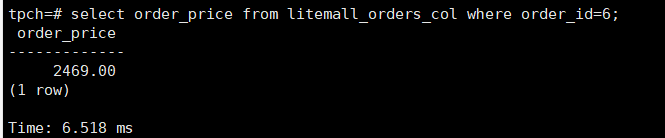 tpch=# select order_price from litemall_orders_col where order_id=6;
 order_price
-------------
     2469.00
(1 row)

Time: 6.518 ms